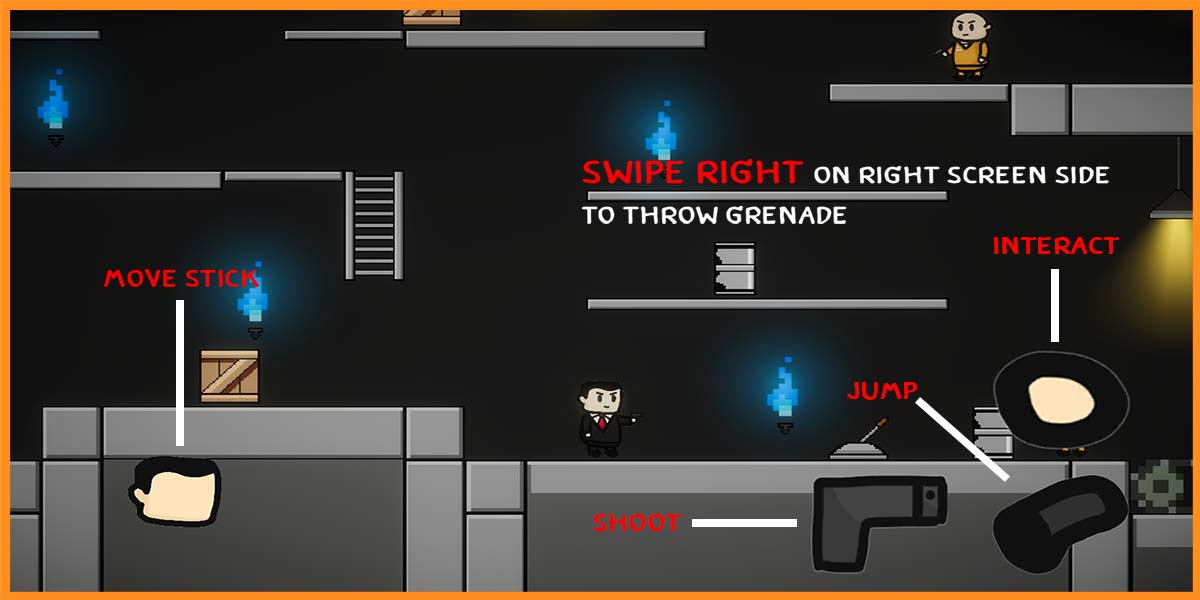 SWIPE RIGHT ON RIGHT SCREEN SIDE
TO THROW GRENADE
INTERACT
MOVE STICK
JUMP
SHOOT